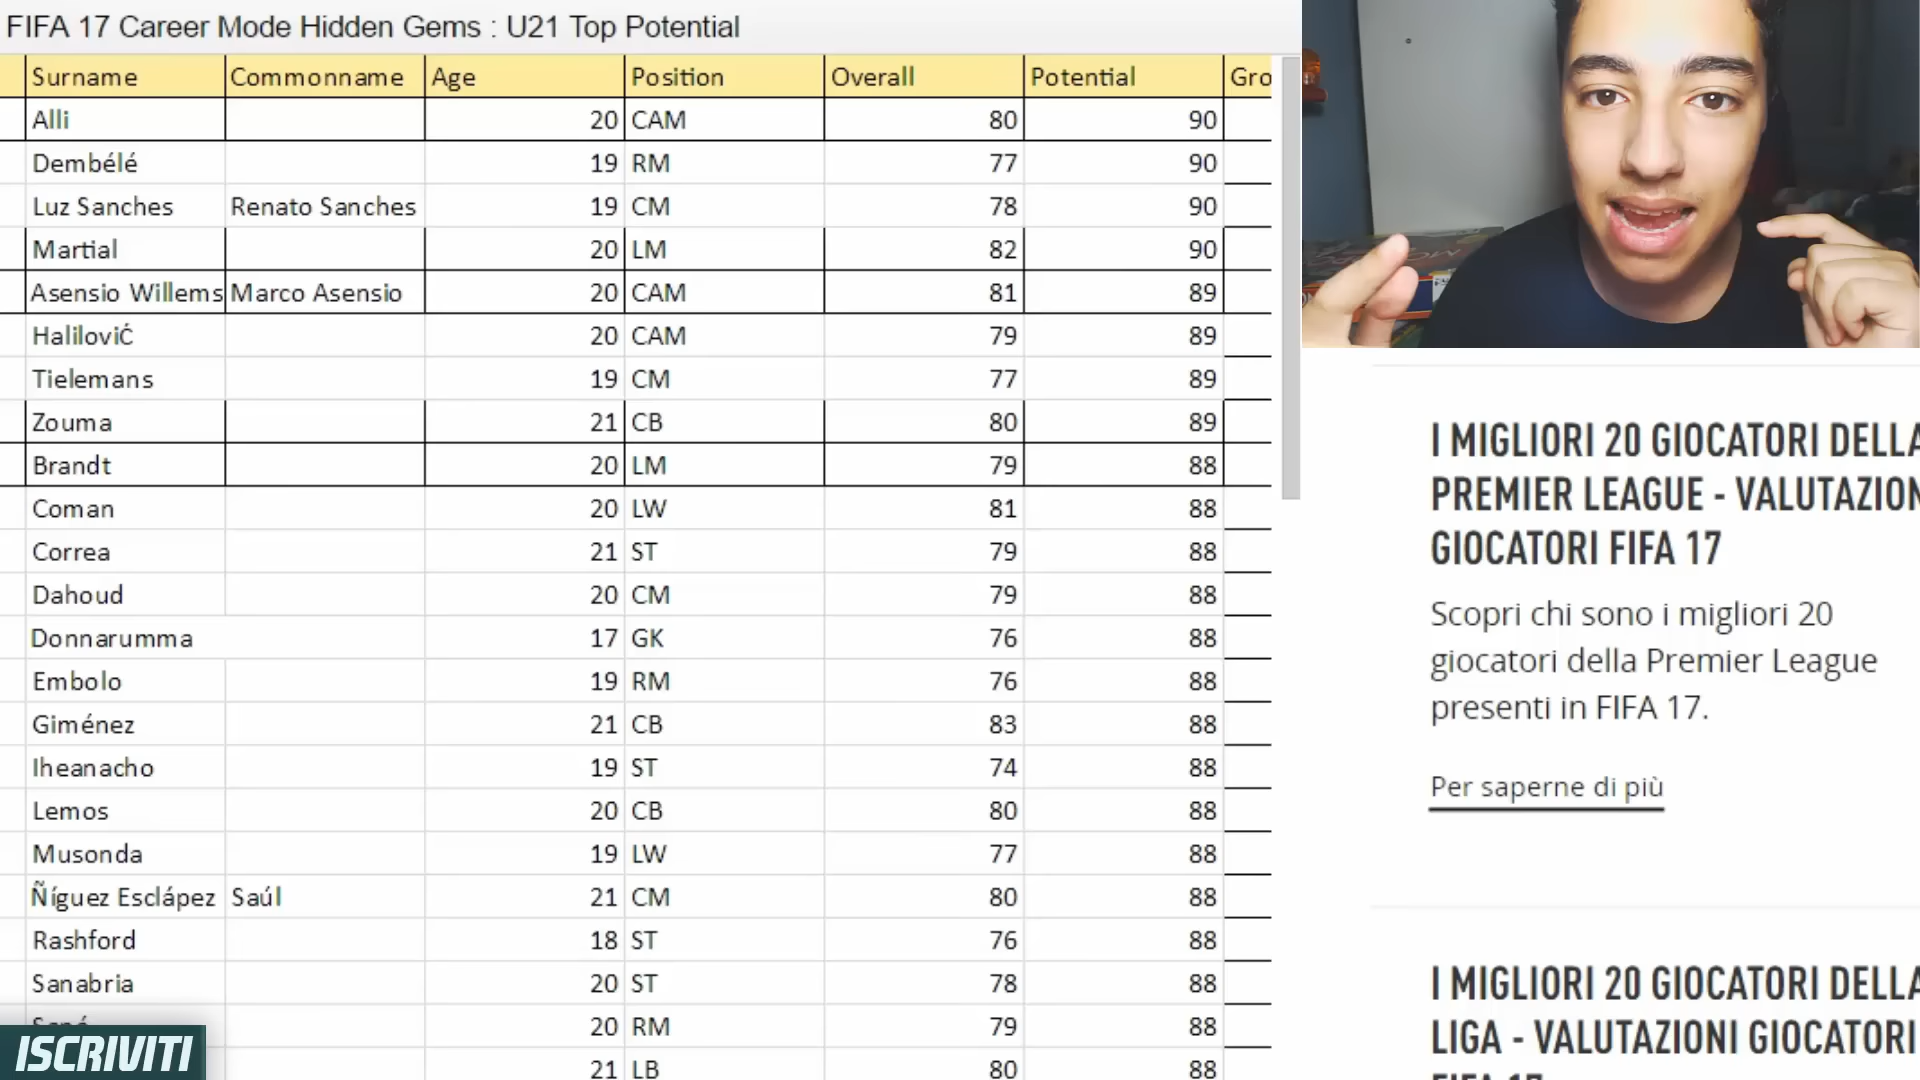 FIFA 17 Career Mode Hidden Gems : U21 Top Potential
Surname Commonname Age Position Overall Potential Gro
Alli 20 CAM 80 90
Dembélé 19 RM 77 90
Luz Sanches Renato Sanches 19 CM 78 90
Martial 20 LM 82 90
Asensio Willems Marco Asensio 20 CAM 81 89
HaliloviĆ 20 CAM 79 89
Tielemans 19 CM 77 89
Zouma 21 CB 80 89
Brandt 20 LM 79 88
Coman 20 LW 81 88
Correa 21 ST 79 88
Dahoud 20 CM 79 88
Donnarumma 17 GK 76 88
Embolo 19 RM 76 88
Giménez 21 CB 83 88
Iheanacho 19 ST 74 88
Lemos 20 CB 80 88
Musonda 19 LW 77 88
Ñíguez Esclápez Saúl 21 CM 80 88
Rashford 18 ST 76 88
Sanabria 20 ST 78 88
20 RM 79 88
21 LB 80 88
ISCRIVITI
I MIGLIORI 20 GIOCATORI DELLA
PREMIER LEAGUE - VALUTAZION
GIOCATORI FIFA 17
Scopri chi sono i migliori 20
giocatori della Premier League
presenti in FIFA 17.
Per saperne di più
I MIGLIORI 20 GIOCATORI DELLA
LIGA - VALUTAZIONI GIOCATORI
FIFA 17